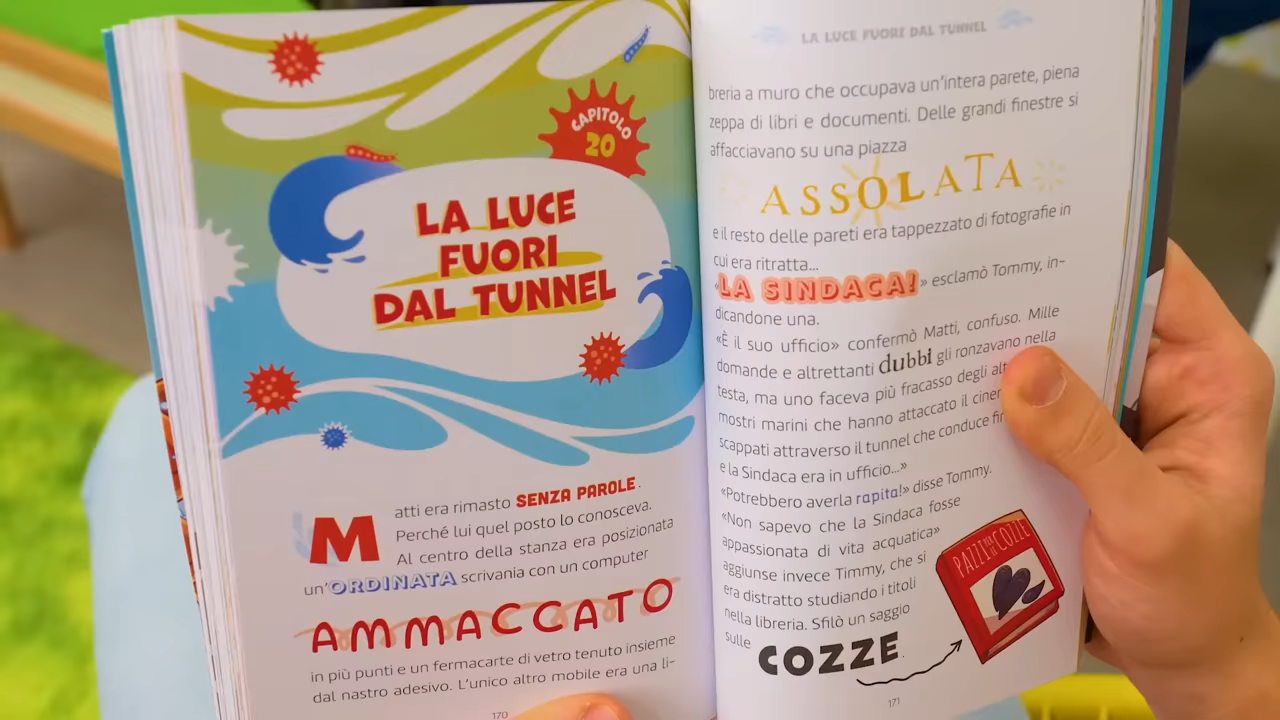 CAPITOLO
20
LA LUCE
FUORI
DAL TUNNEL
Matti era rimasto SENZA PAROLE.
Perché lui quel posto lo conosceva.
Al centro della stanza era posizionata
un'ORDINATA scrivania con un computer
AMMACCATO
in più punti e un fermacarte di vetro tenuto insieme
dal nastro adesivo. L'unico altro mobile era una li-
170
LA LUCE FUORI DAL TUNNEL
breria a muro che occupava un'intera parete, piena
zeppa di libri e documenti. Delle grandi finestre si
affacciavano su una piazza
ASSOLATA
e il resto delle pareti era tappezzato di fotografie in
cui era ritratta...
«LA SINDACA!» esclamò Tommy, in-
dicandone una.
«È il suo ufficio» confermò Matti, confuso. Mille
domande e altrettanti dubbi gli ronzavano nella
testa, ma uno faceva più fracasso degli
mostri marini che hanno attaccato il
scappati attraverso il tunnel che conduce
e la Sindaca era in ufficio...»
«Potrebbero averla rapita!» disse Tommy.
«Non sapevo che la Sindaca fosse
appassionata di vita acquatica»
aggiunse invece Timmy, che si
era distratto studiando i titoli
nella libreria. Sfilò un saggio
sulle COZZE.
PAZZI PER LE COZZE
171